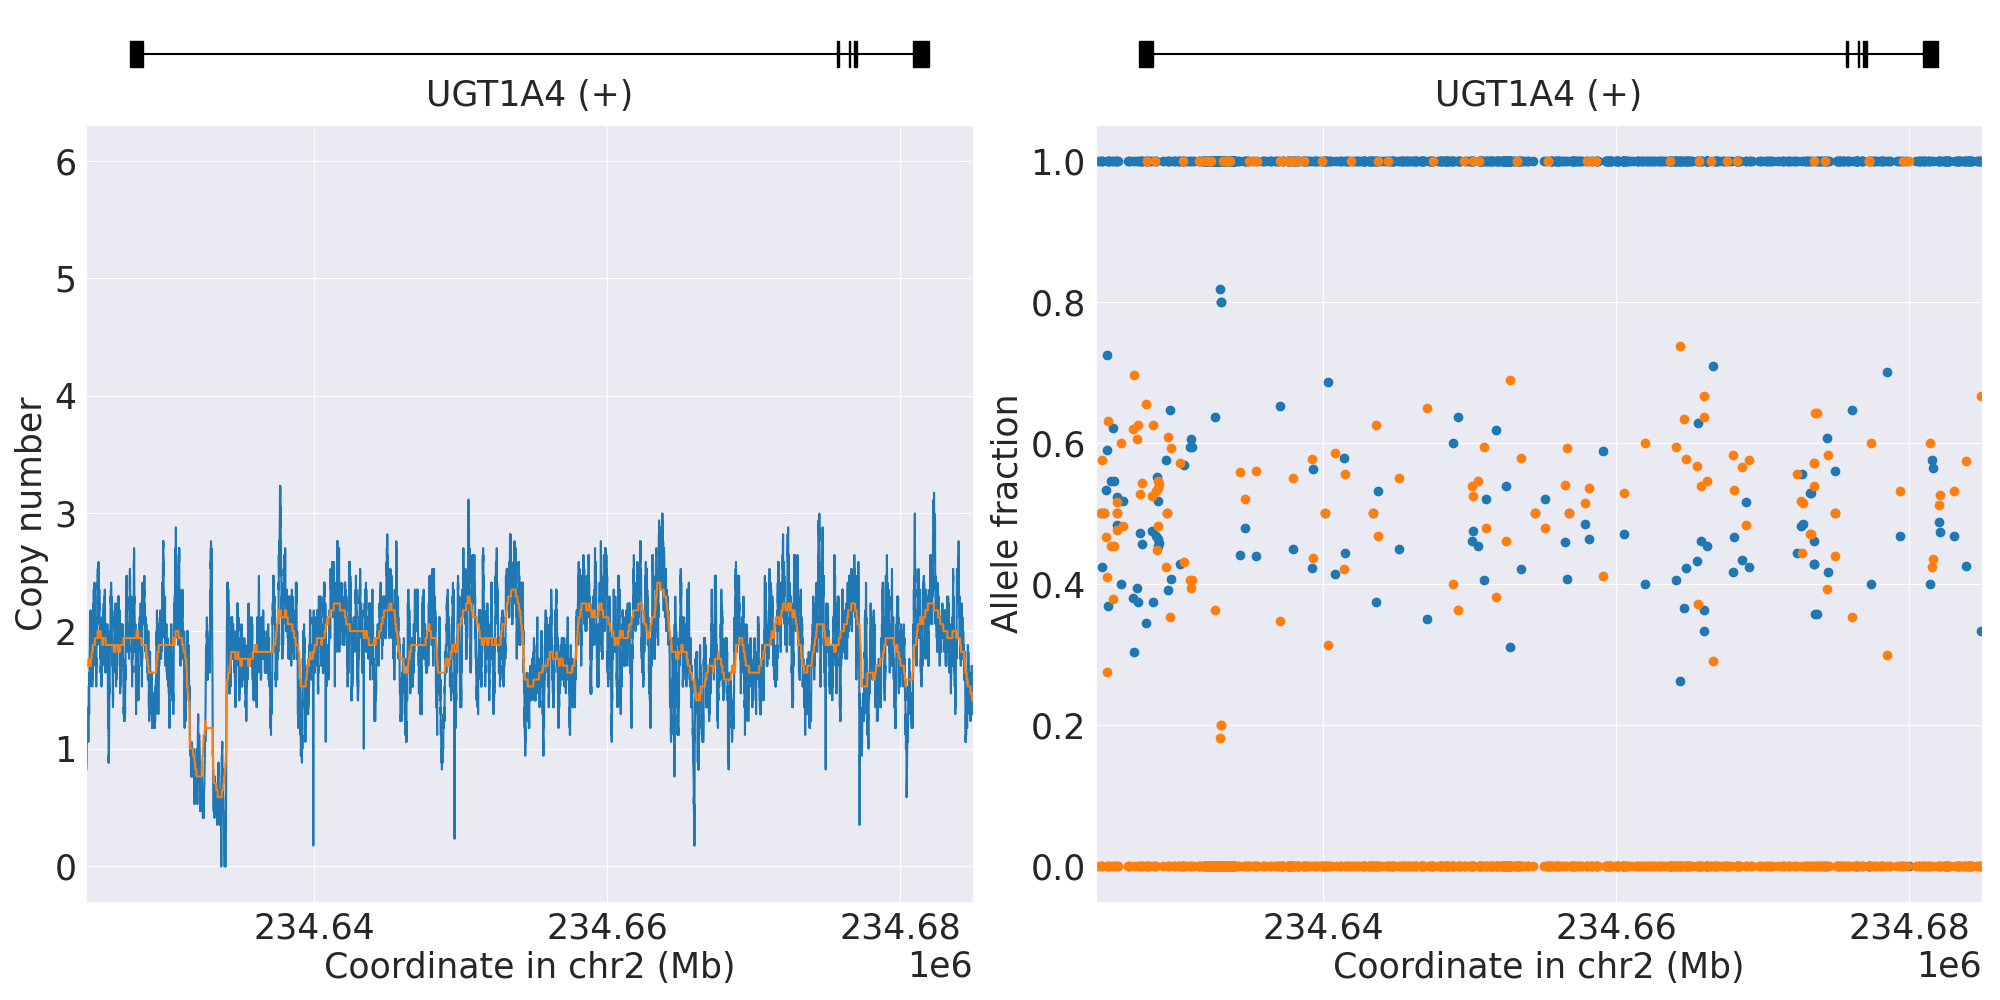 UGT1A4 (+)
6
5
4
3
2
1
0
Copy number
234.64
234.66
234.68
Coordinate in chr2 (Mb)
1e6
UGT1A4 (+)
1.0
0.8
0.6
0.4
0.2
0.0
Allele fraction
234.64
234.66
234.68
Coordinate in chr2 (Mb)
1e6